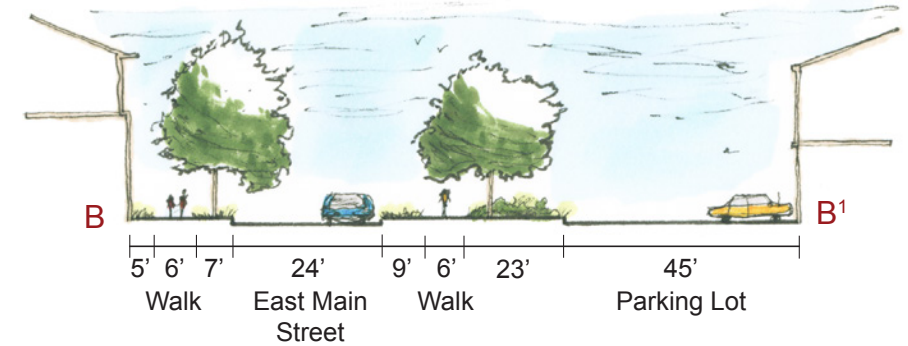 B
B¹
5’ 6’ 7’ 24’ 9’ 6’ 23’ 45’
Walk East Main Walk Parking Lot
Street